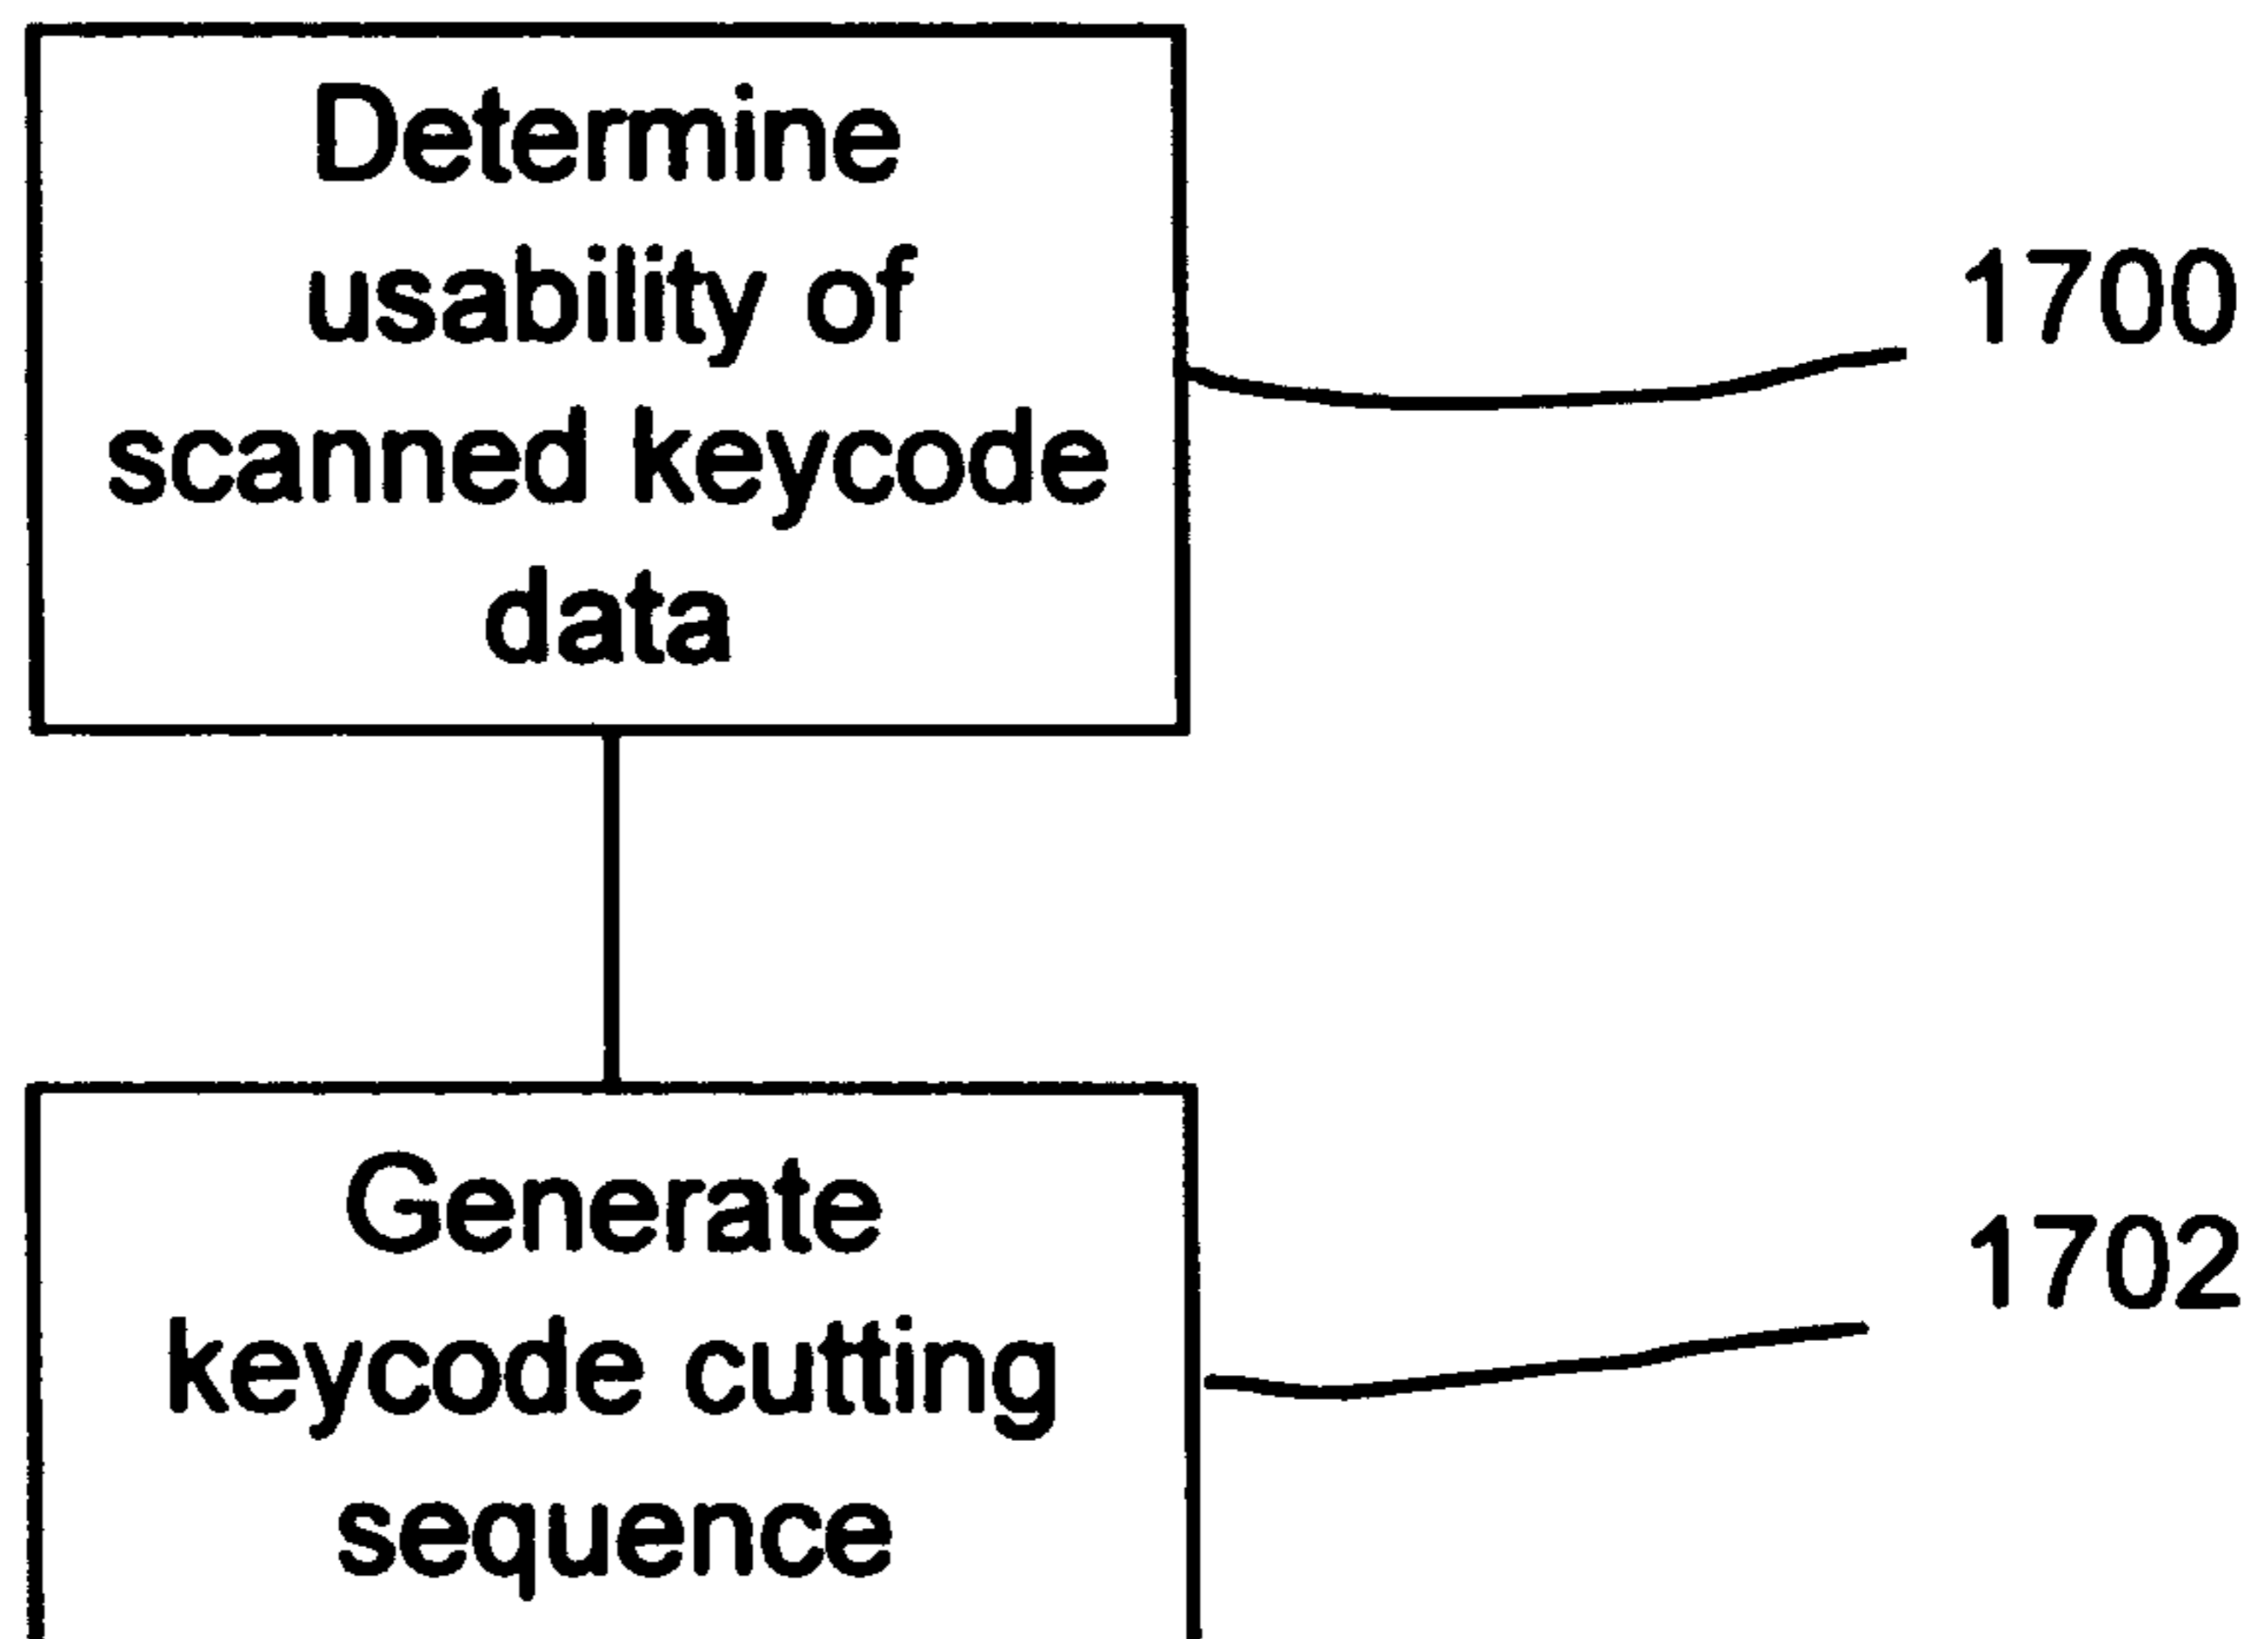 Determine
usability of
scanned keycode
data
1700
Generate
keycode cutting
sequence
1702